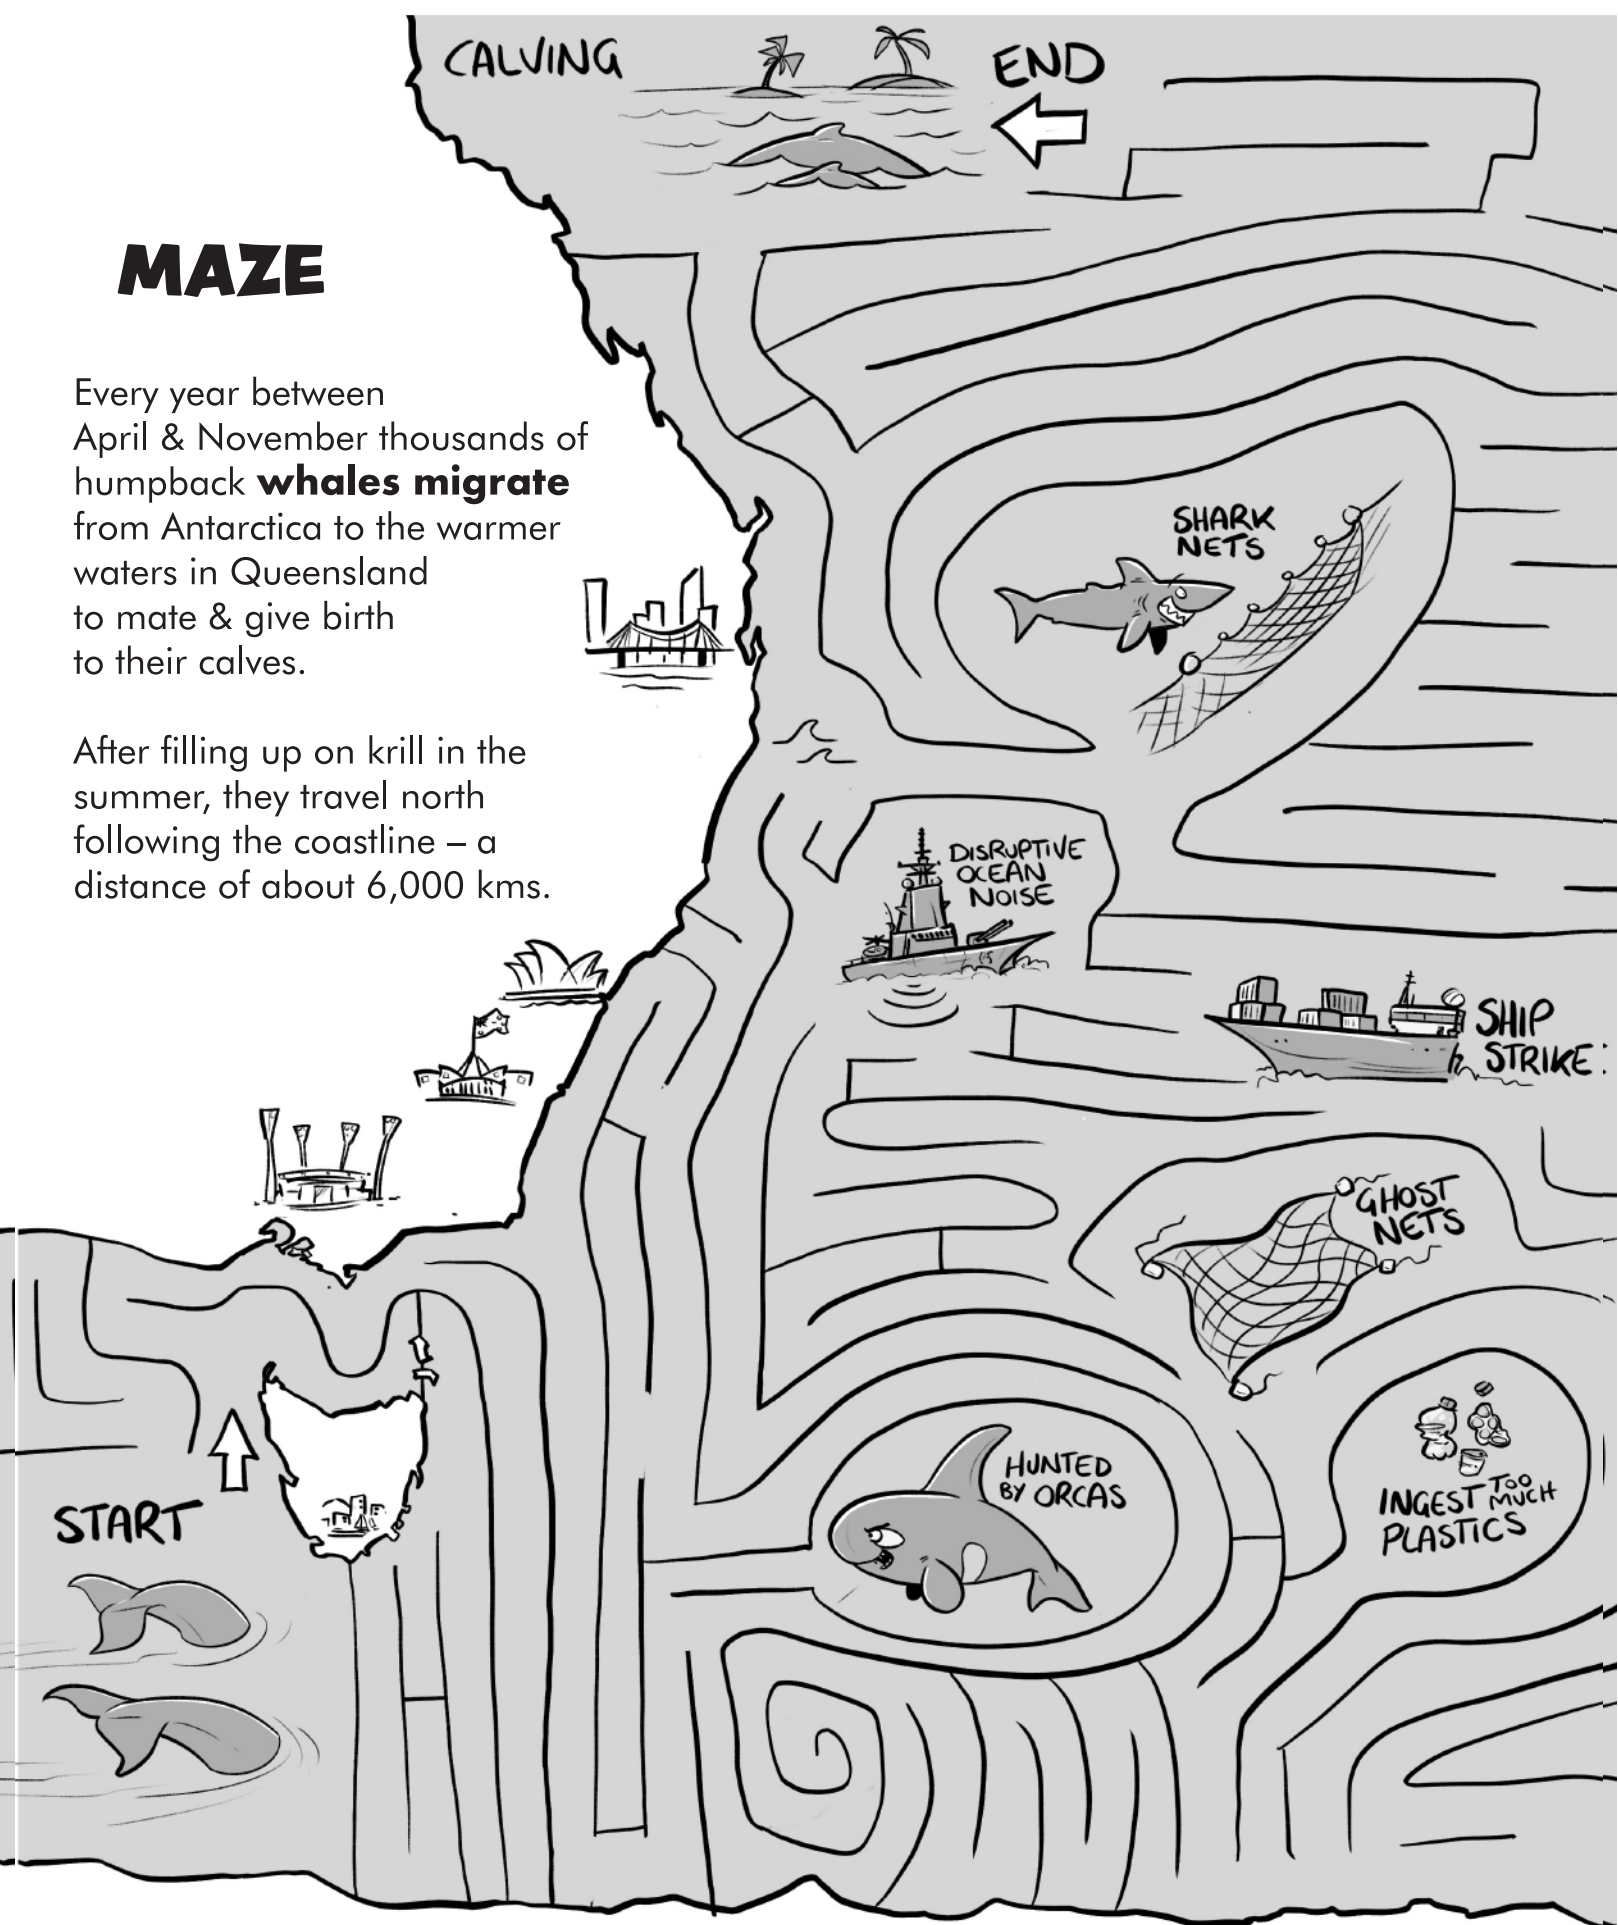 CALVING
END
MAZE
Every year between
April & November thousands of
humpback whales migrate
from Antarctica to the warmer
waters in Queensland
to mate & give birth
to their calves.
After filling up on krill in the
summer, they travel north
following the coastline – a
distance of about 6,000 kms.
SHARK
NETS
DISRUPTIVE
OCEAN
NOISE
SHIP
STRIKE
GHOST
NETS
HUNTED
BY ORCAS
INGEST TOO MUCH
PLASTICS
START